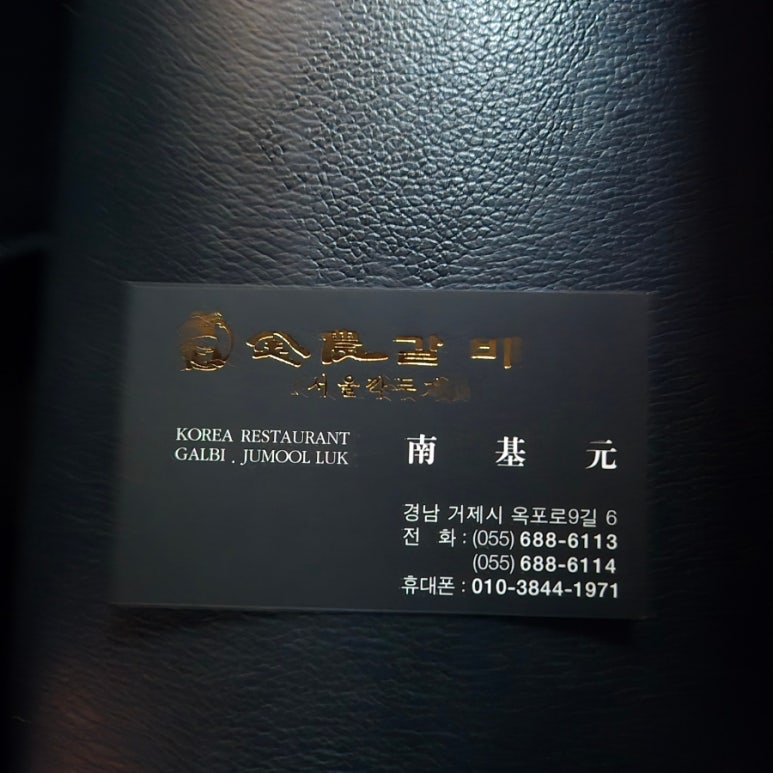 農갈비
KOREA RESTAURANT
GALBI . JUMOOL LUK
南 基 元
경남 거제시 옥포로9길 6
전 화 : (055) 688-6113
(055) 688-6114
휴대폰 : 010-3844-1971